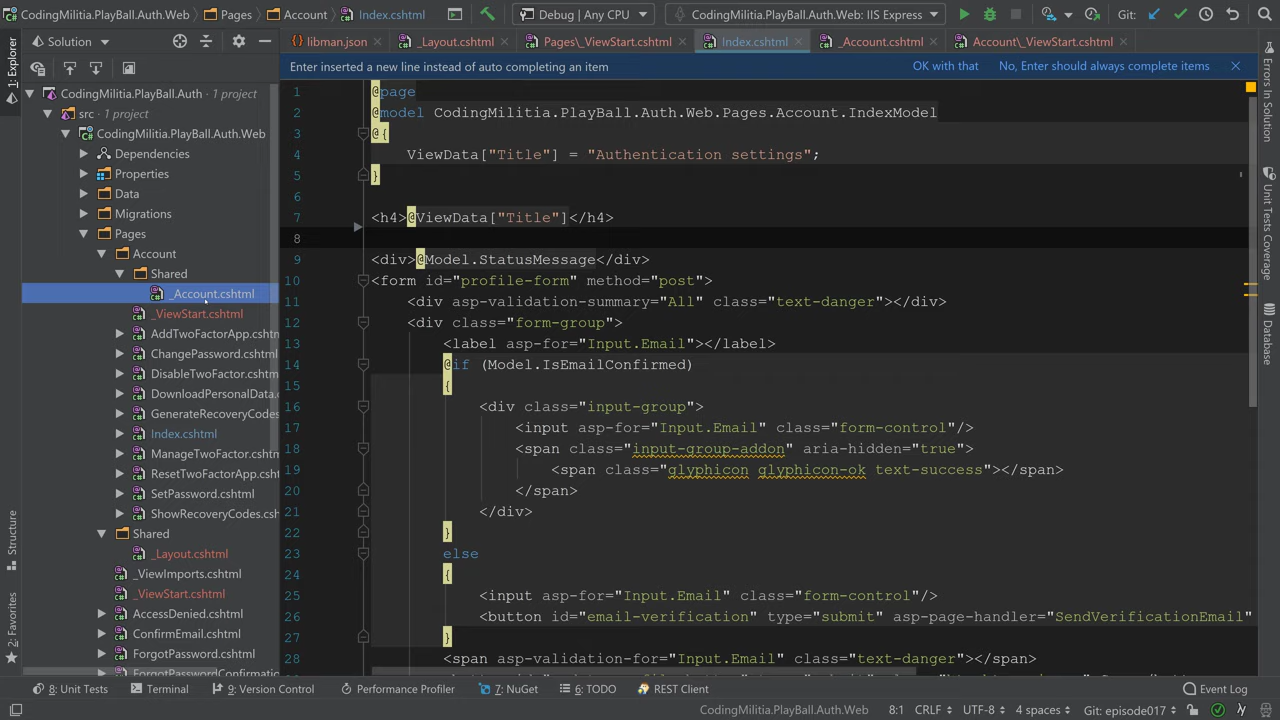 CodingMilitia.PlayBall.Auth.Web
Pages
Account
Index.cshtml
Debug | Any CPU
CodingMilitia.PlayBall.Auth.Web: IIS Express
Git:
Solution
libman.json
_Layout.cshtml
Pages\_ViewStart.cshtml
Index.cshtml
_Account.cshtml
Account\_ViewStart.cshtml
Enter inserted a new line instead of auto completing an item
OK with that
No, Enter should always complete items
1: Explorer
Structure
2: Favorites
CodingMilitia.PlayBall.Auth 1 project
src 1 project
CodingMilitia.PlayBall.Auth.Web
Dependencies
Properties
Data
Migrations
Pages
Account
Shared
_Account.cshtml
_ViewStart.cshtml
AddTwoFactorApp.cshtm
ChangePassword.cshtml
DisableTwoFactor.cshtml
DownloadPersonalData.c
GenerateRecoveryCodes
Index.cshtml
ManageTwoFactor.cshtm
ResetTwoFactorApp.csht
SetPassword.cshtml
ShowRecoveryCodes.csh
Shared
_Layout.cshtml
_ViewImports.cshtml
_ViewStart.cshtml
AccessDenied.cshtml
ConfirmEmail.cshtml
ForgotPassword.cshtml
ForgotPasswordConfirmation
1 @page
2 @model CodingMilitia.PlayBall.Auth.Web.Pages.Account.IndexModel
3 @{
4 ViewData["Title"] = "Authentication settings";
5 }
6
7 <h4>@ViewData["Title"]</h4>
8
9 <div>@Model.StatusMessage</div>
10 <form id="profile-form" method="post">
11 <div asp-validation-summary="All" class="text-danger"></div>
12 <div class="form-group">
13 <label asp-for="Input.Email"></label>
14 @if (Model.IsEmailConfirmed)
15 {
16 <div class="input-group">
17 <input asp-for="Input.Email" class="form-control"/>
18 <span class="input-group-addon" aria-hidden="true">
19 <span class="glyphicon glyphicon-ok text-success"></span>
20 </span>
21 </div>
22 }
23 else
24 {
25 <input asp-for="Input.Email" class="form-control"/>
26 <button id="email-verification" type="submit" asp-page-handler="SendVerificationEmail"
27 }
28 <span asp-validation-for="Input.Email" class="text-danger"></span>
Errors In Solution
IL Viewer
Database
8: Unit Tests
Terminal
9: Version Control
Performance Profiler
7: NuGet
6: TODO
REST Client
Event Log
CodingMilitia.PlayBall.Auth.Web
8:1
CRLF
UTF-8
4 spaces
Git: episode017